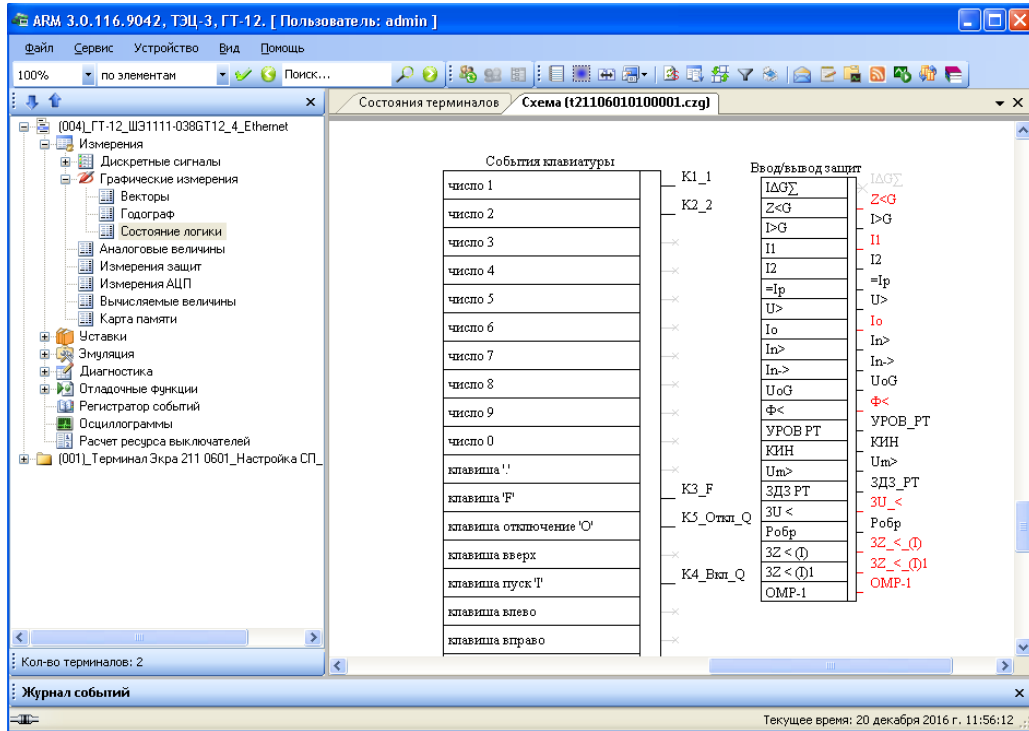 ARM 3.0.116.9042, ТЭЦ-3, ГТ-12. [ Пользователь: admin ]
Файл Сервис Устройство Вид Помощь
100% по элементам Поиск...
Состояния терминалов Схема (t21106010100001.czg)
(004)_ГТ-12_ШЭ1111-038GT12_4_Ethernet
Измерения
Дискретные сигналы
Графические измерения
Векторы
Годограф
Состояние логики
Аналоговые величины
Измерения защит
Измерения АЦП
Вычисляемые величины
Карта памяти
Уставки
Эмуляция
Диагностика
Отладочные функции
Регистратор событий
Осциллограммы
Расчет ресурса выключателей
(001)_Терминал Экра 211 0601_Настройка СП_
Кол-во терминалов: 2
События клавиатуры
число 1 K1_1
число 2 K2_2
число 3
число 4
число 5
число 6
число 7
число 8
число 9
число 0
клавиша '.'
клавиша 'F' K3_F
клавиша отключение 'O' K5_Откл_Q
клавиша вверх
клавиша пуск 'I' K4_Вкл_Q
клавиша влево
клавиша вправо
Ввод/вывод защит
IΔG∑ IΔG∑
Z<G Z<G
I>G I>G
I1 I1
I2 I2
=Ip =Ip
U> U>
Io Io
In> In>
In-> In->
UoG UoG
Ф< Ф<
УРОВ РТ УРОВ_РТ
КИН КИН
Um> Um>
ЗДЗ РТ ЗДЗ_РТ
3U < 3U_<
Робр Робр
3Z < (I) 3Z_<_(I)
3Z < (I)1 3Z_<_(I)1
ОМР-1 ОМР-1
Журнал событий
Текущее время: 20 декабря 2016 г. 11:56:12